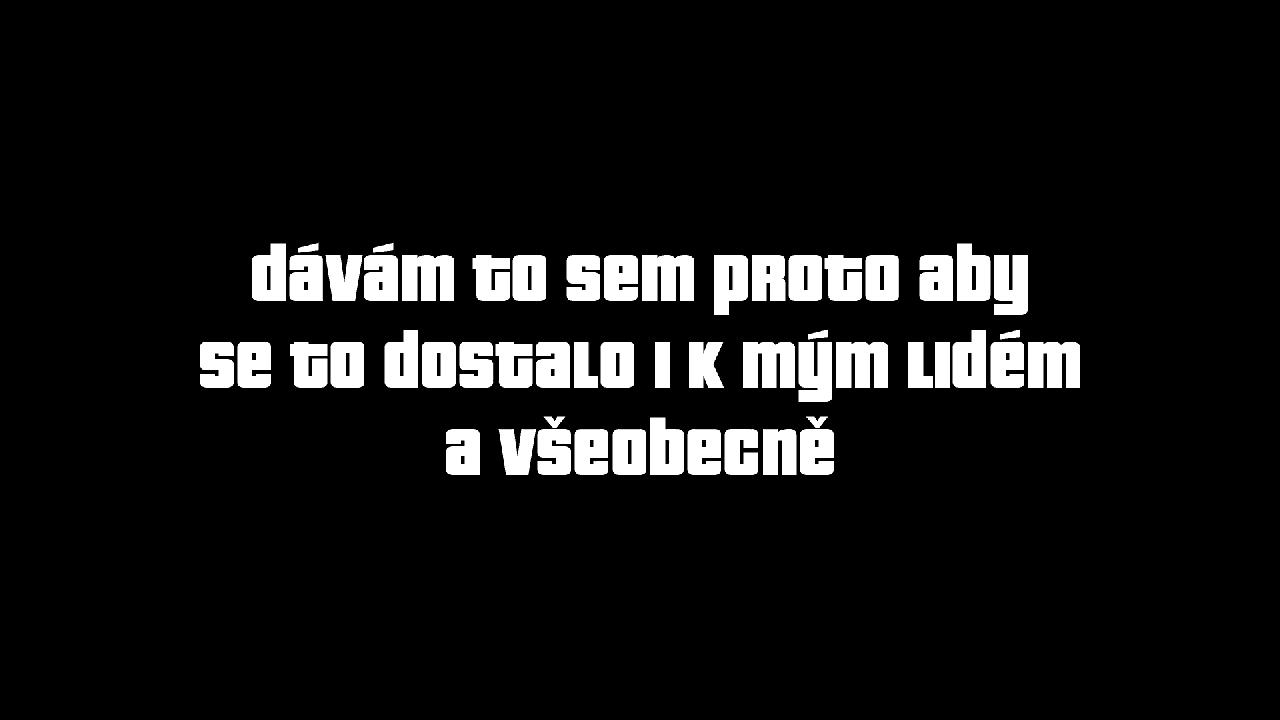 dávám to sem proto aby
se to dostalo i k mým lidém
a všeobecně